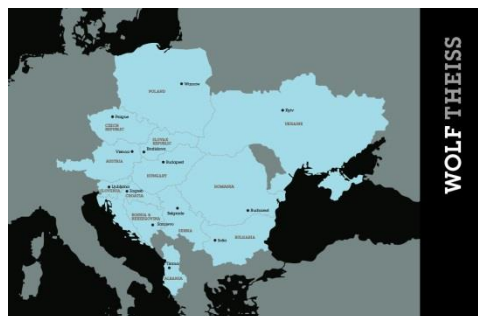 WOLF THEISS
Warsaw
POLAND
Prague
CZECH
REPUBLIC
Kyiv
UKRAINE
SLOVAK
REPUBLIC
Vienna
Bratislava
AUSTRIA
Budapest
HUNGARY
Ljubljana
SLOVENIA
Zagreb
CROATIA
ROMANIA
BOSNIA &
HERZEGOVINA
Belgrade
Bucharest
Sarajevo
SERBIA
Sofia
BULGARIA
Tirana
ALBANIA